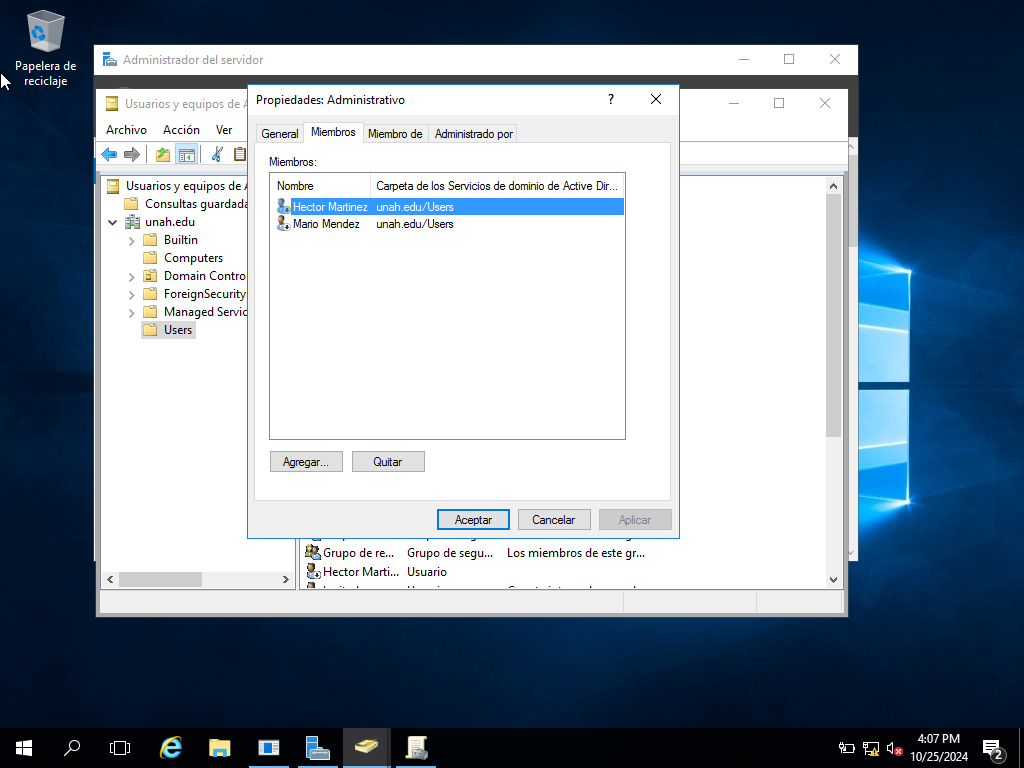 Papelera de
reciclaje
Administrador del servidor
Usuarios y equipos de A
Archivo Acción Ver
Propiedades: Administrativo
?
General Miembros Miembro de Administrado por
Miembros:
Nombre Carpeta de los Servicios de dominio de Active Dir...
Hector Martinez unah.edu/Users
Mario Mendez unah.edu/Users
Agregar... Quitar
Aceptar Cancelar Aplicar
Usuarios y equipos de A
Consultas guardada
unah.edu
Builtin
Computers
Domain Contro
ForeignSecurity
Managed Servic
Users
Grupo de re... Grupo de segu... Los miembros de este gr...
Hector Marti... Usuario
4:07 PM
10/25/2024
2